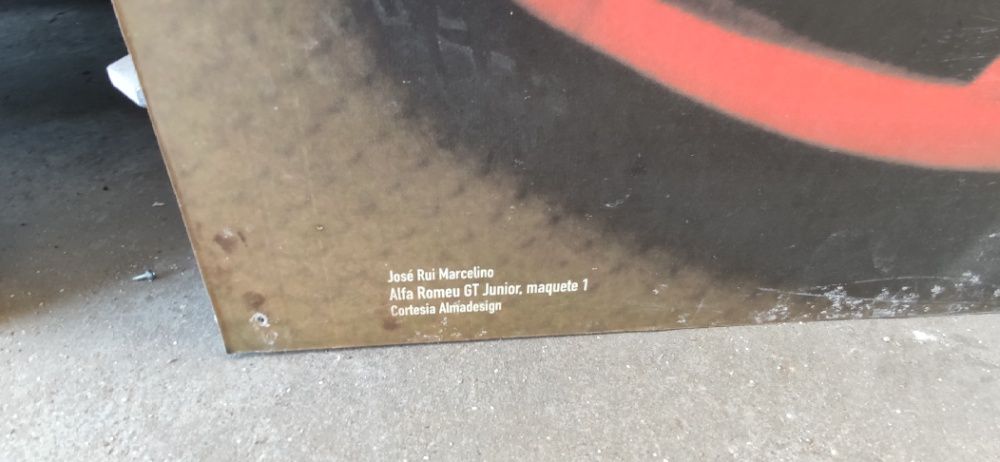 José Rui Marcelino
Alfa Romeu GT Junior, maquete 1
Cortesia Almadesign